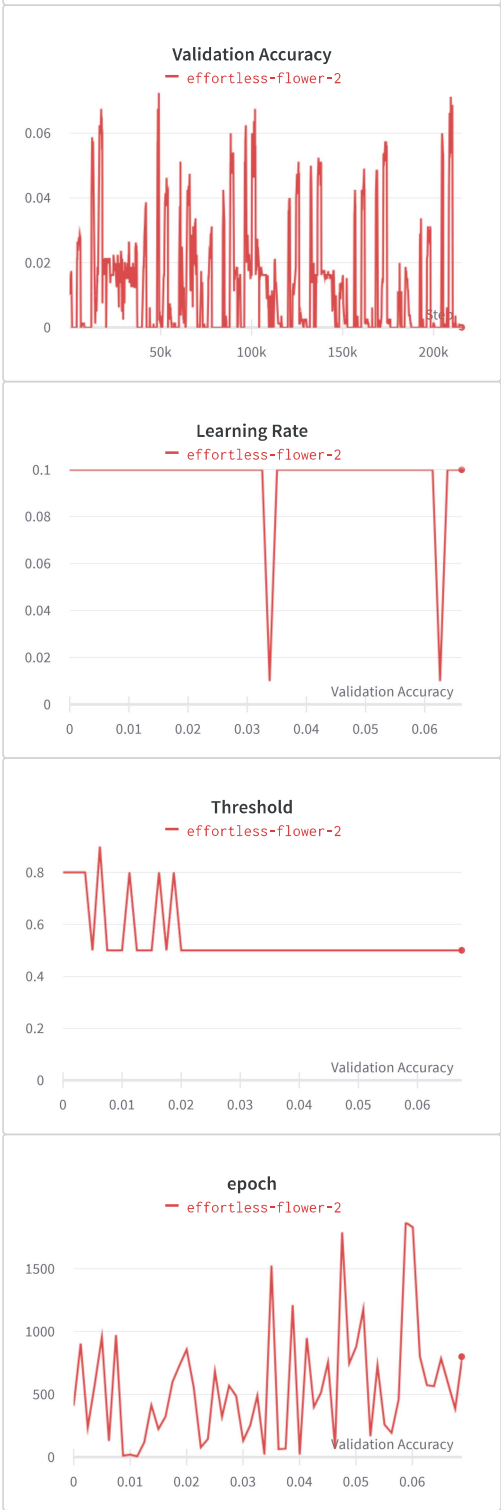 Validation Accuracy
effortless-flower-2
0.06
0.04
0.02
0
Step
50k 100k 150k 200k
Learning Rate
effortless-flower-2
0.1
0.08
0.06
0.04
0.02
0
Validation Accuracy
0 0.01 0.02 0.03 0.04 0.05 0.06
Threshold
effortless-flower-2
0.8
0.6
0.4
0.2
0
Validation Accuracy
0 0.01 0.02 0.03 0.04 0.05 0.06
epoch
effortless-flower-2
1500
1000
500
0
Validation Accuracy
0 0.01 0.02 0.03 0.04 0.05 0.06